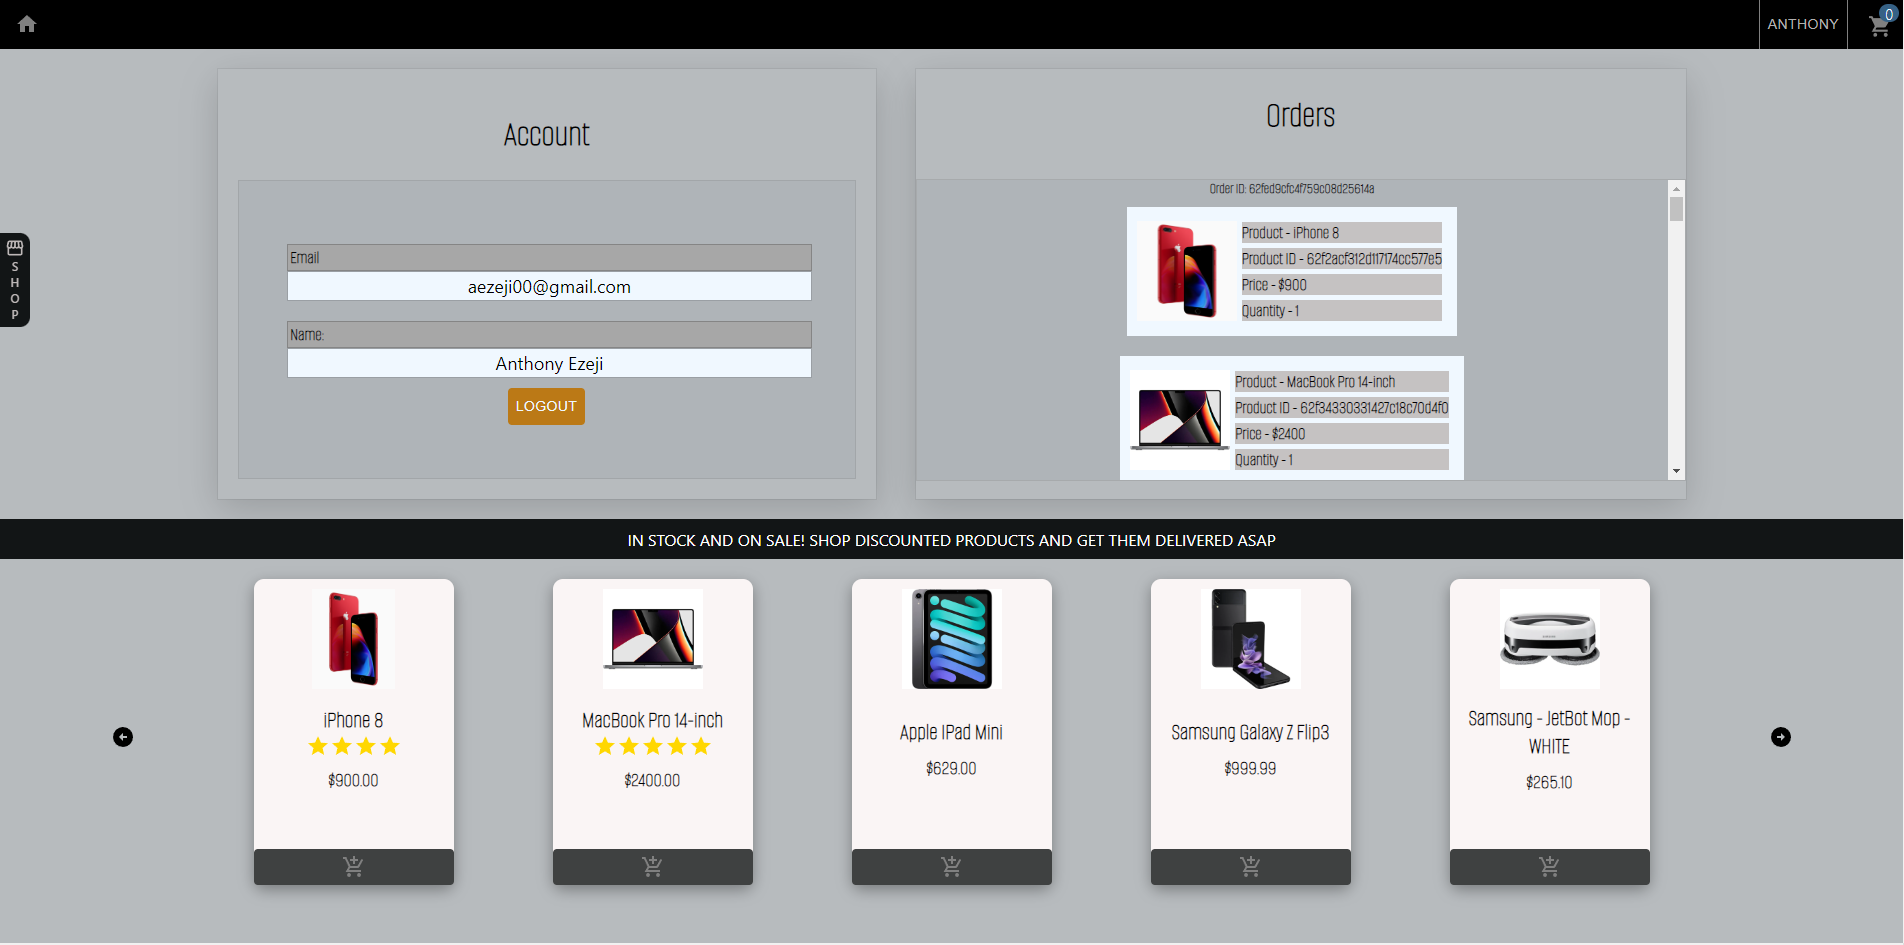 ANTHONY
0
SHOP
Account
Email
aezeji00@gmail.com
Name:
Anthony Ezeji
LOGOUT
Orders
Order ID: 62fed9cfc4f759c08d25614a
Product - iPhone 8
Product ID - 62f2acf312d117174cc577e5
Price - $900
Quantity - 1
Product - MacBook Pro 14-inch
Product ID - 62f34330331427c18c70d4f0
Price - $2400
Quantity - 1
IN STOCK AND ON SALE! SHOP DISCOUNTED PRODUCTS AND GET THEM DELIVERED ASAP
iPhone 8
$900.00
MacBook Pro 14-inch
$2400.00
Apple IPad Mini
$629.00
Samsung Galaxy Z Flip3
$999.99
Samsung - JetBot Mop -
WHITE
$265.10